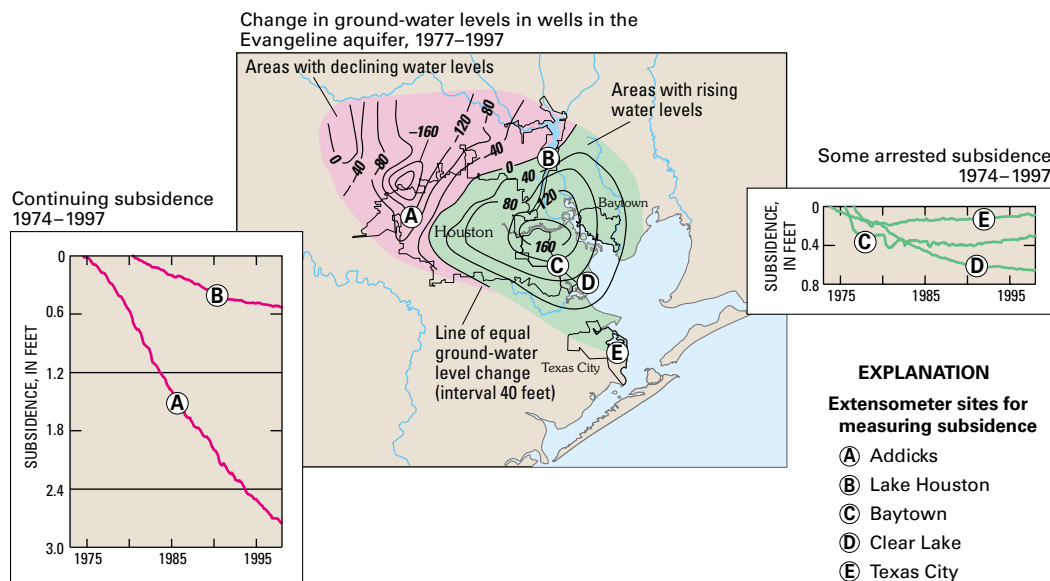 Change in ground-water levels in wells in the
Evangeline aquifer, 1977–1997
Areas with declining water levels
Areas with rising
water levels
0
–40
–80
–160
–120
–80
–40
0
40
80
120
160
A
B
C
D
E
Houston
Baytown
Texas City
Line of equal
ground-water
level change
(interval 40 feet)
Continuing subsidence
1974–1997
SUBSIDENCE, IN FEET
0
0.6
1.2
1.8
2.4
3.0
1975
1985
1995
B
A
Some arrested subsidence
1974–1997
SUBSIDENCE,
IN FEET
0
0.4
0.8
1975
1985
1995
E
C
D
EXPLANATION
Extensometer sites for
measuring subsidence
A Addicks
B Lake Houston
C Baytown
D Clear Lake
E Texas City